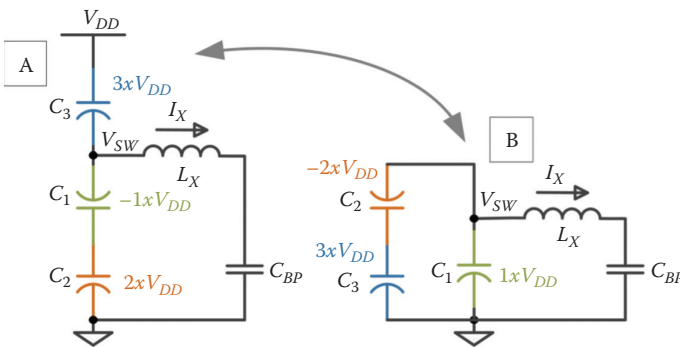 V_DD
A
3xV_DD
C_3
V_SW
I_X
L_X
C_1
-1xV_DD
C_2
2xV_DD
C_BP
B
-2xV_DD
C_2
V_SW
I_X
L_X
3xV_DD
C_3
C_1
1xV_DD
C_BP